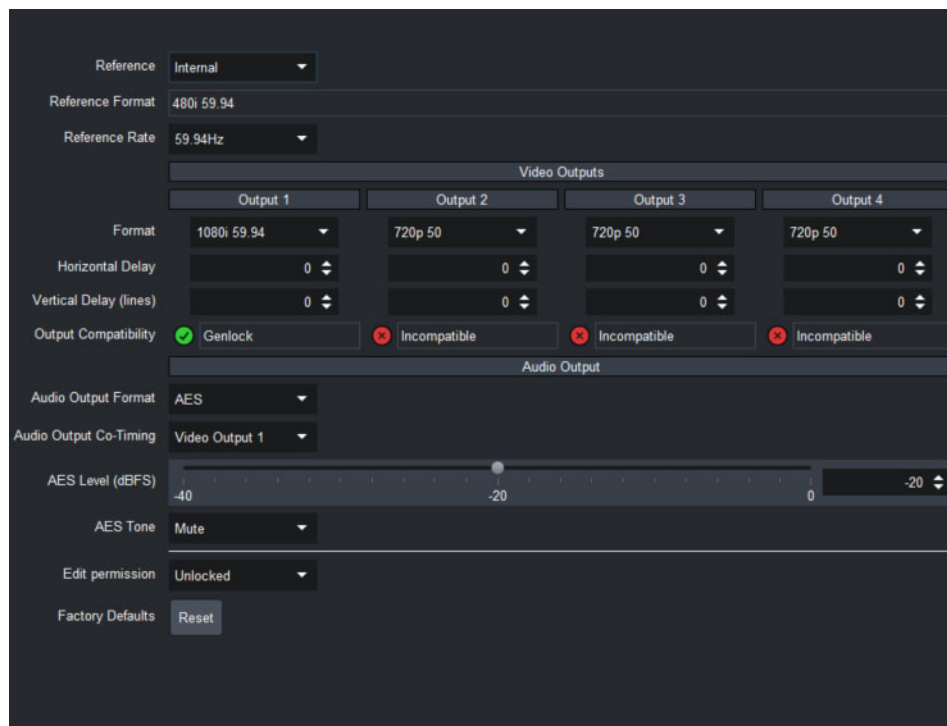 Reference Internal
Reference Format 480i 59.94
Reference Rate 59.94Hz
Video Outputs
Output 1 Output 2 Output 3 Output 4
Format 1080i 59.94 720p 50 720p 50 720p 50
Horizontal Delay 0 0 0 0
Vertical Delay (lines) 0 0 0 0
Output Compatibility Genlock Incompatible Incompatible Incompatible
Audio Output
Audio Output Format AES
Audio Output Co-Timing Video Output 1
AES Level (dBFS) -40 -20 0 -20
AES Tone Mute
Edit permission Unlocked
Factory Defaults Reset